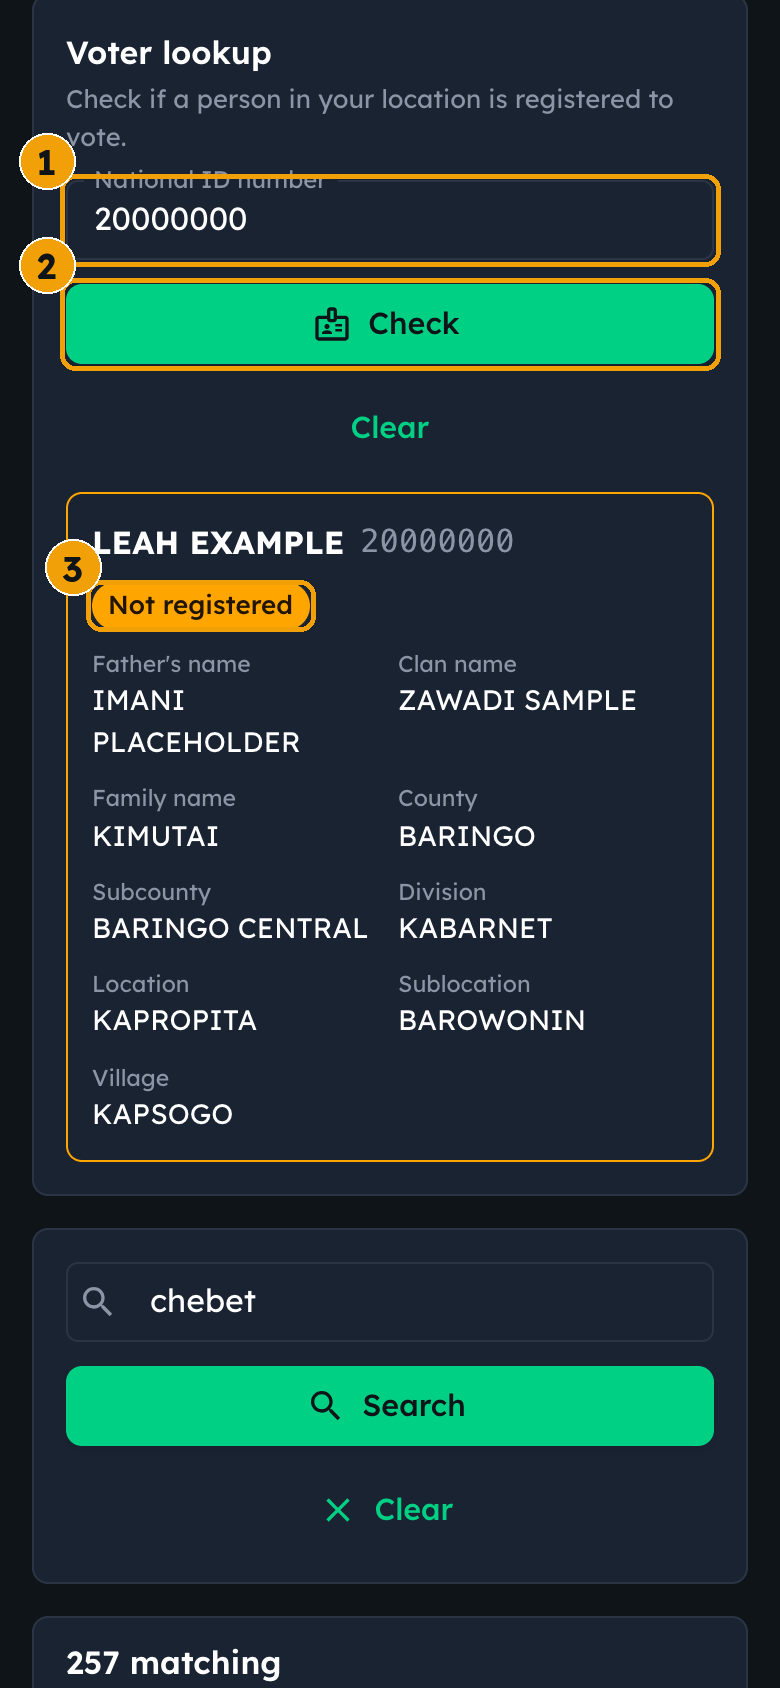 Voter lookup
Check if a person in your location is registered to
vote.
1
National ID number
20000000
2
Check
Clear
LEAH EXAMPLE 20000000
3
Not registered
Father's name Clan name
IMANI ZAWADI SAMPLE
PLACEHOLDER
Family name County
KIMUTAI BARINGO
Subcounty Division
BARINGO CENTRAL KABARNET
Location Sublocation
KAPROPITA BAROWONIN
Village
KAPSOGO
chebet
Search
Clear
257 matching